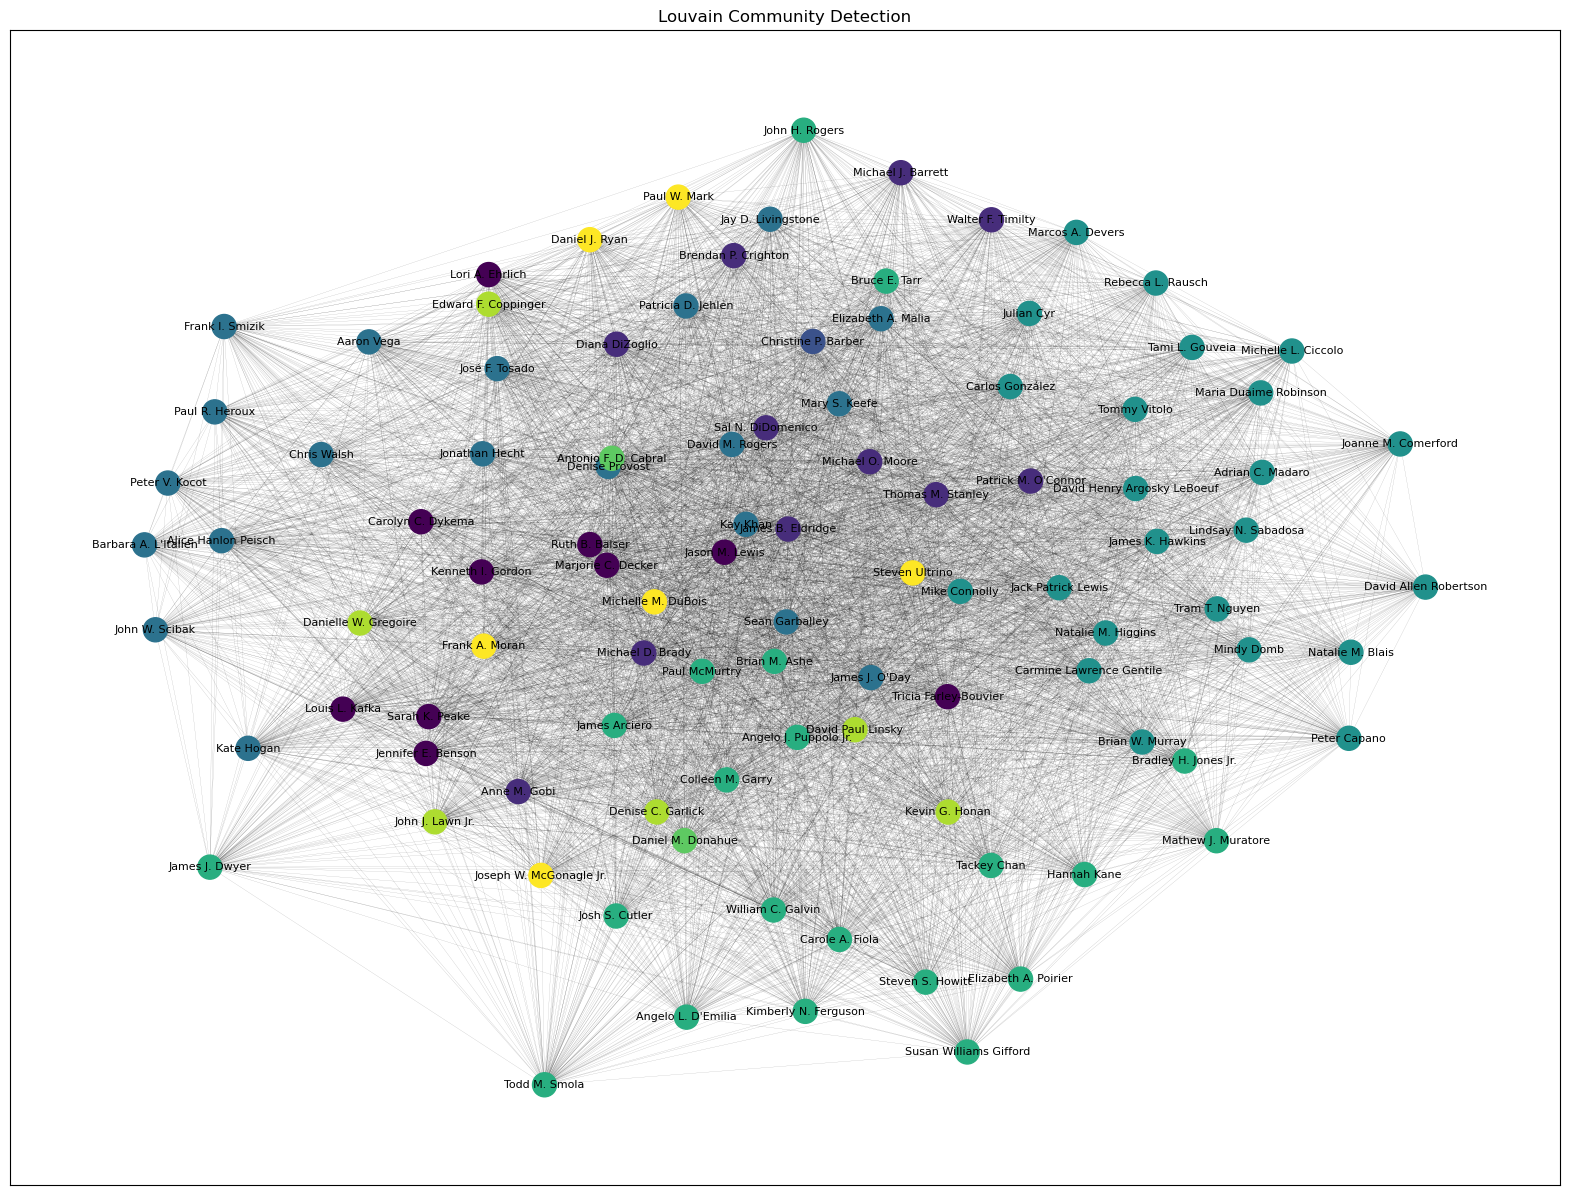 Louvain Community Detection
John H. Rogers
Michael J. Barrett
Paul W. Mark
Jay D. Livingstone
Walter F. Timilty
Marcos A. Devers
Daniel J. Ryan
Brendan P. Crighton
Lori A. Ehrlich
Bruce E. Tarr
Rebecca L. Rausch
Edward F. Coppinger
Patricia D. Jehlen
Julian Cyr
Elizabeth A. Malia
Frank I. Smizik
Aaron Vega
Diana DiZoglio
Christine P. Barber
Tami L. Gouveia
Michelle L. Ciccolo
José F. Tosado
Carlos González
Maria Duaime Robinson
Paul R. Heroux
Mary S. Keefe
Tommy Vitolo
Sal N. DiDomenico
David M. Rogers
Joanne M. Comerford
Chris Walsh
Jonathan Hecht
Antonio F. D. Cabral
Denise Provost
Michael O. Moore
Adrian C. Madaro
Peter V. Kocot
Patrick M. O'Connor
David Henry Argosky LeBoeuf
Thomas M. Stanley
Carolyn C. Dykema
Kay Khan
James B. Eldridge
Lindsay N. Sabadosa
Barbara A. L'Italien
Alice Hanlon Peisch
Ruth B. Balser
James K. Hawkins
Jason M. Lewis
Marjorie C. Decker
Kenneth I. Gordon
Steven Ultrino
Mike Connolly
Jack Patrick Lewis
David Allen Robertson
Michelle M. DuBois
Tram T. Nguyen
John W. Scibak
Danielle W. Gregoire
Sean Garballey
Natalie M. Higgins
Frank A. Moran
Michael D. Brady
Mindy Domb
Natalie M. Blais
Paul McMurtry
Brian M. Ashe
James J. O'Day
Carmine Lawrence Gentile
Tricia Farley-Bouvier
Louis L. Kafka
Sarah K. Peake
James Arciero
Angelo J. Puppolo Jr.
David Paul Linsky
Kate Hogan
Jennifer E. Benson
Brian W. Murray
Peter Capano
Bradley H. Jones Jr.
Colleen M. Garry
Anne M. Gobi
John J. Lawn Jr.
Denise C. Garlick
Kevin G. Honan
Daniel M. Donahue
Mathew J. Muratore
James J. Dwyer
Tackey Chan
Joseph W. McGonagle Jr.
Hannah Kane
Josh S. Cutler
William C. Galvin
Carole A. Fiola
Steven S. Howitt
Elizabeth A. Poirier
Angelo L. D'Emilia
Kimberly N. Ferguson
Susan Williams Gifford
Todd M. Smola